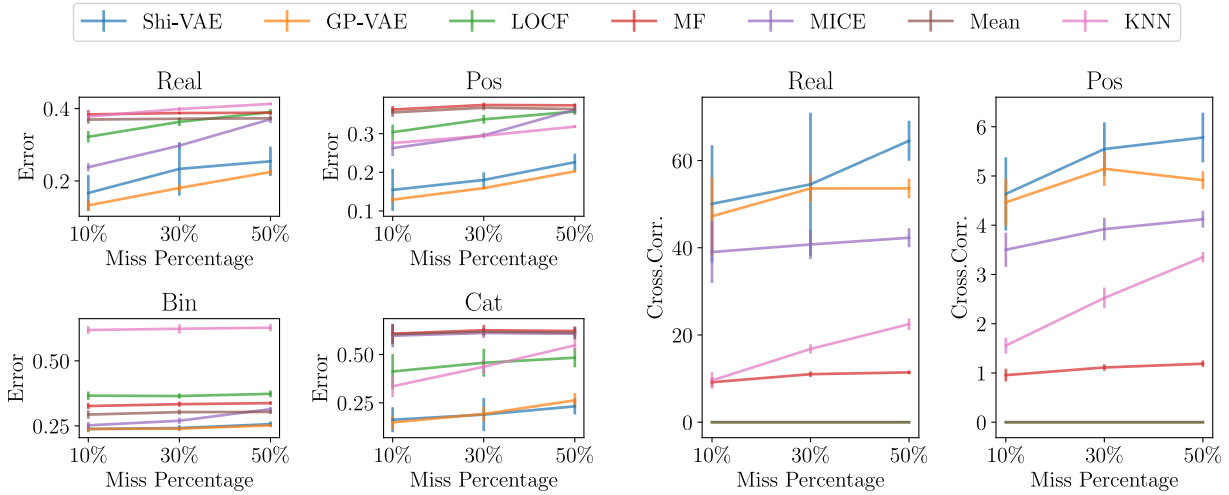 Shi-VAE GP-VAE LOCF MF MICE Mean KNN
Real
Error
0.4
0.2
10% 30% 50%
Miss Percentage
Pos
Error
0.3
0.1
10% 30% 50%
Miss Percentage
Bin
Error
0.50
0.25
10% 30% 50%
Miss Percentage
Cat
Error
0.50
0.25
10% 30% 50%
Miss Percentage
Real
Cross.Corr.
60
40
20
0
10% 30% 50%
Miss Percentage
Pos
Cross.Corr.
6
5
4
3
2
1
0
10% 30% 50%
Miss Percentage